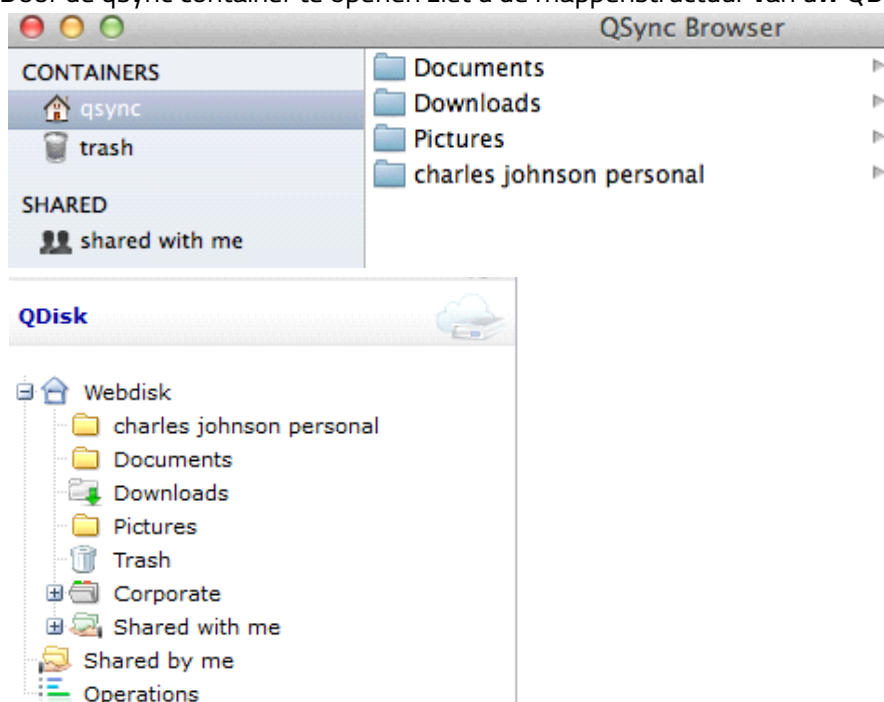 Door de qsync container te openen ziet u de mappenstructuur van uw QD
QSync Browser
CONTAINERS
qsync
trash
SHARED
shared with me
Documents
Downloads
Pictures
charles johnson personal
QDisk
Webdisk
charles johnson personal
Documents
Downloads
Pictures
Trash
Corporate
Shared with me
Shared by me
Operations